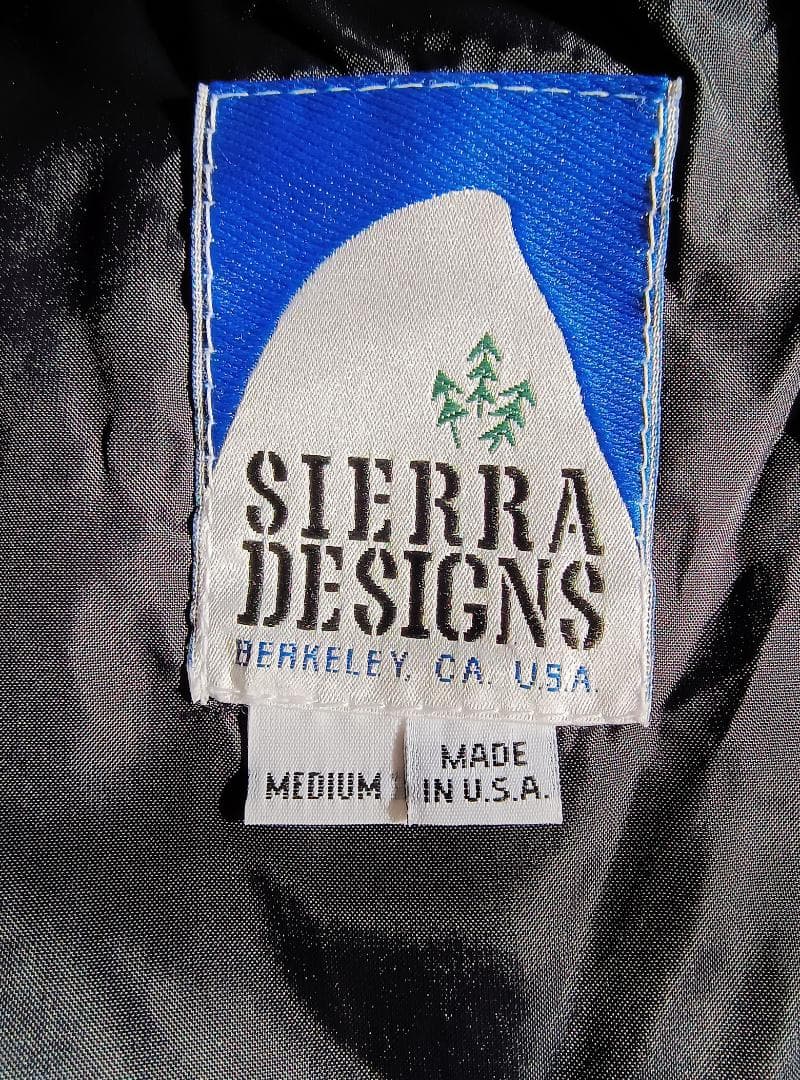 SIERRA
DESIGNS
BERKELEY, CA. U.S.A.
MEDIUM
MADE
IN U.S.A.